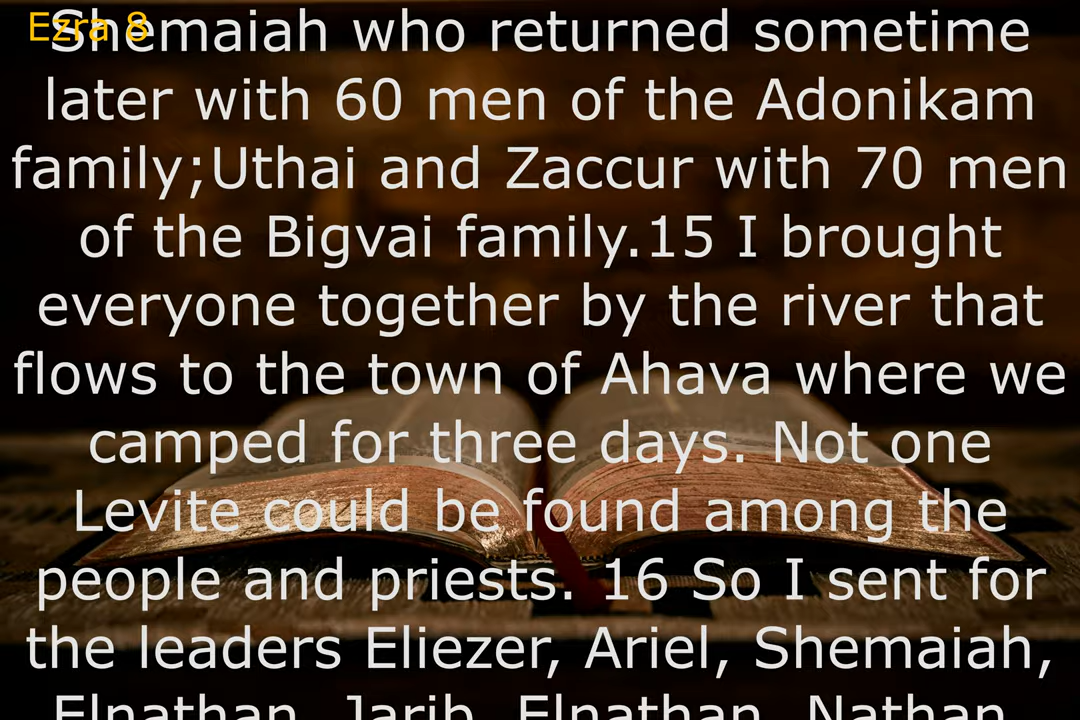 Ezra 8
Shemaiah who returned sometime
later with 60 men of the Adonikam
family;Uthai and Zaccur with 70 men
of the Bigvai family.15 I brought
everyone together by the river that
flows to the town of Ahava where we
camped for three days. Not one
Levite could be found among the
people and priests. 16 So I sent for
the leaders Eliezer, Ariel, Shemaiah,
Elnathan, Jarib, Elnathan, Nathan,